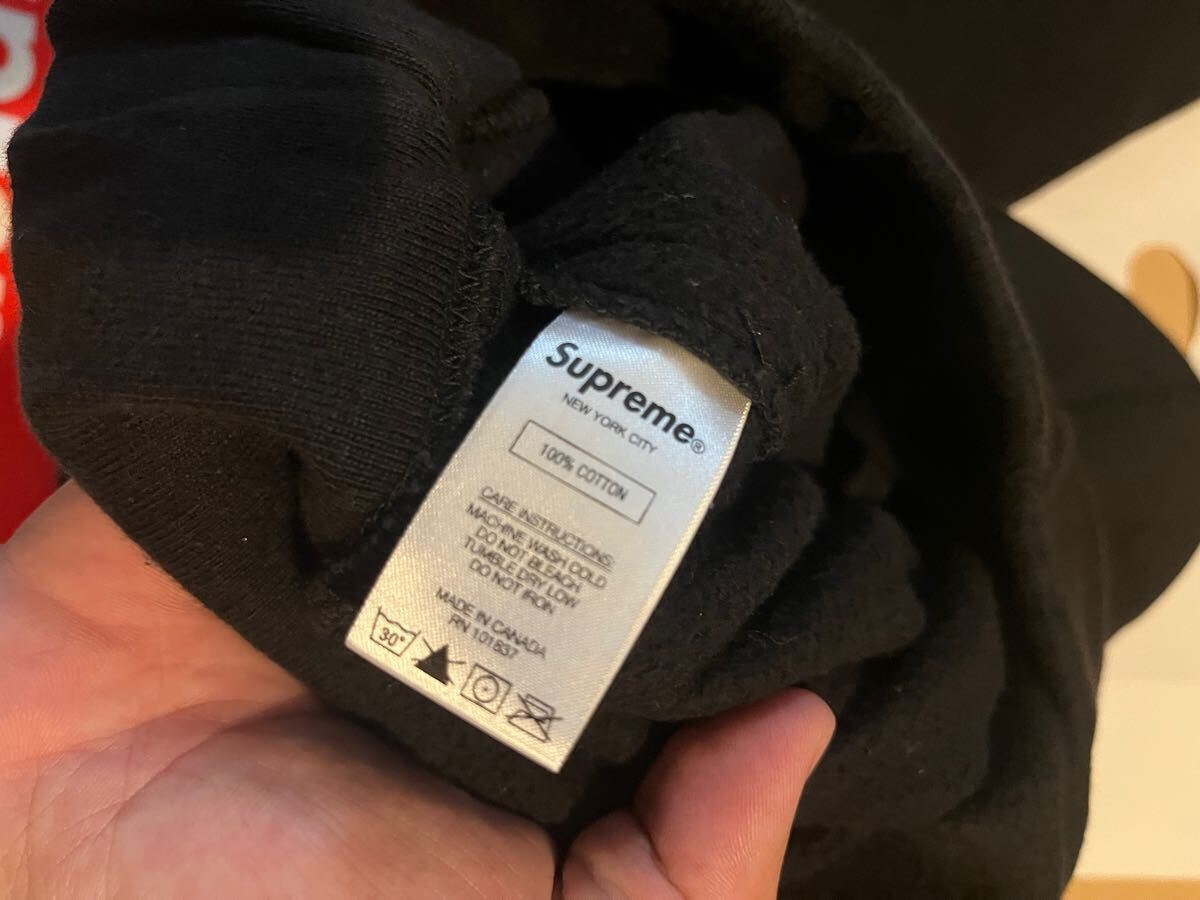 Supreme®
NEW YORK CITY
100% COTTON
CARE INSTRUCTIONS:
MACHINE WASH COLD
DO NOT BLEACH
TUMBLE DRY LOW
DO NOT IRON
MADE IN CANADA
RN 101837
30°